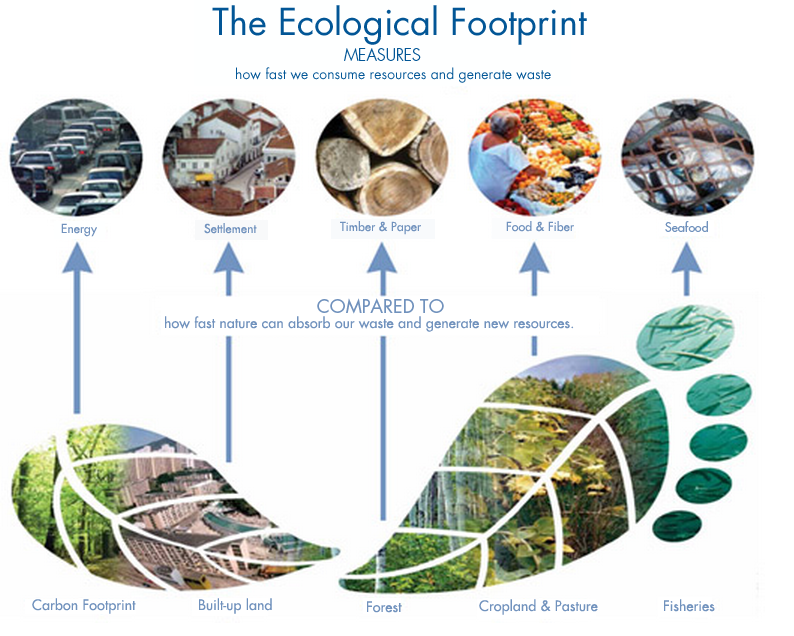 The Ecological Footprint
MEASURES
how fast we consume resources and generate waste
Energy
Settlement
Timber & Paper
Food & Fiber
Seafood
COMPARED TO
how fast nature can absorb our waste and generate new resources.
Carbon Footprint
Built-up land
Forest
Cropland & Pasture
Fisheries